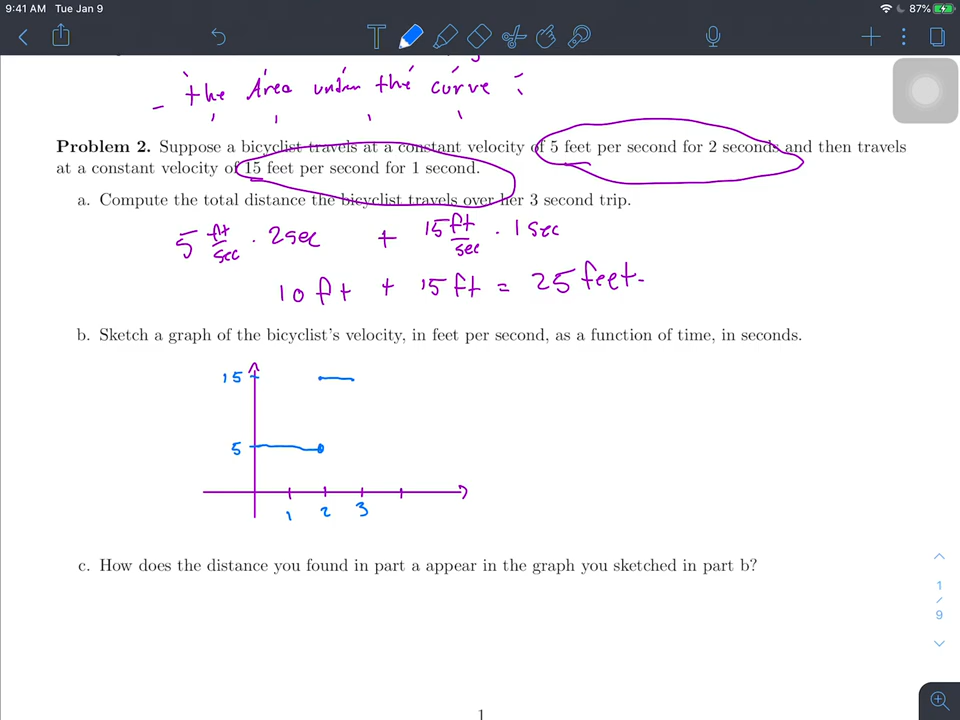 9:41 AM Tue Jan 9
87%
- the Area under the curve :
Problem 2. Suppose a bicyclist travels at a constant velocity of 5 feet per second for 2 seconds and then travels
at a constant velocity of 15 feet per second for 1 second.
a. Compute the total distance the bicyclist travels over her 3 second trip.
5 ft/sec · 2sec + 15 ft/sec · 1 sec
10 ft + 15 ft = 25 feet.
b. Sketch a graph of the bicyclist's velocity, in feet per second, as a function of time, in seconds.
15
5
1 2 3
c. How does the distance you found in part a appear in the graph you sketched in part b?
1
/
9
1